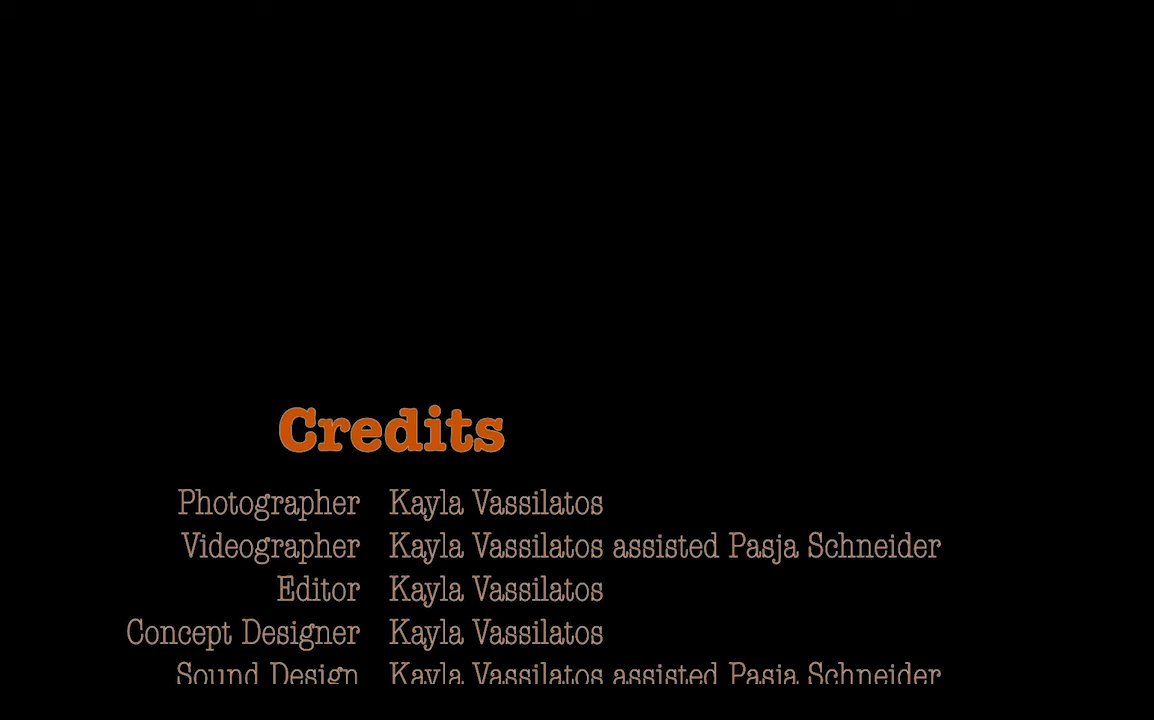 Credits
Photographer Kayla Vassilatos
Videographer Kayla Vassilatos assisted Pasja Schneider
Editor Kayla Vassilatos
Concept Designer Kayla Vassilatos
Sound Design Kayla Vassilatos assisted Pasja Schneider